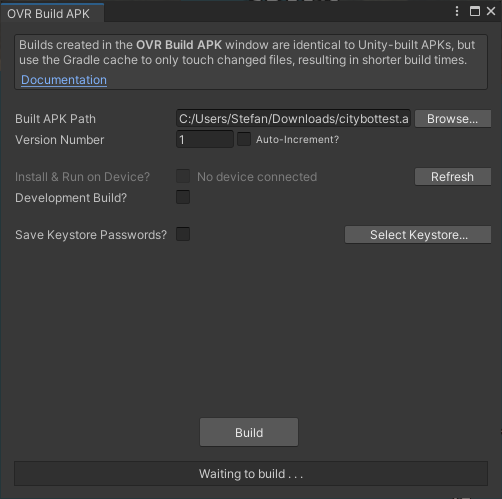 OVR Build APK
Builds created in the OVR Build APK window are identical to Unity-built APKs, but
use the Gradle cache to only touch changed files, resulting in shorter build times.
Documentation
Built APK Path C:/Users/Stefan/Downloads/citybottest.a Browse...
Version Number 1 Auto-Increment?
Install & Run on Device? No device connected Refresh
Development Build?
Save Keystore Passwords? Select Keystore...
Build
Waiting to build . . .